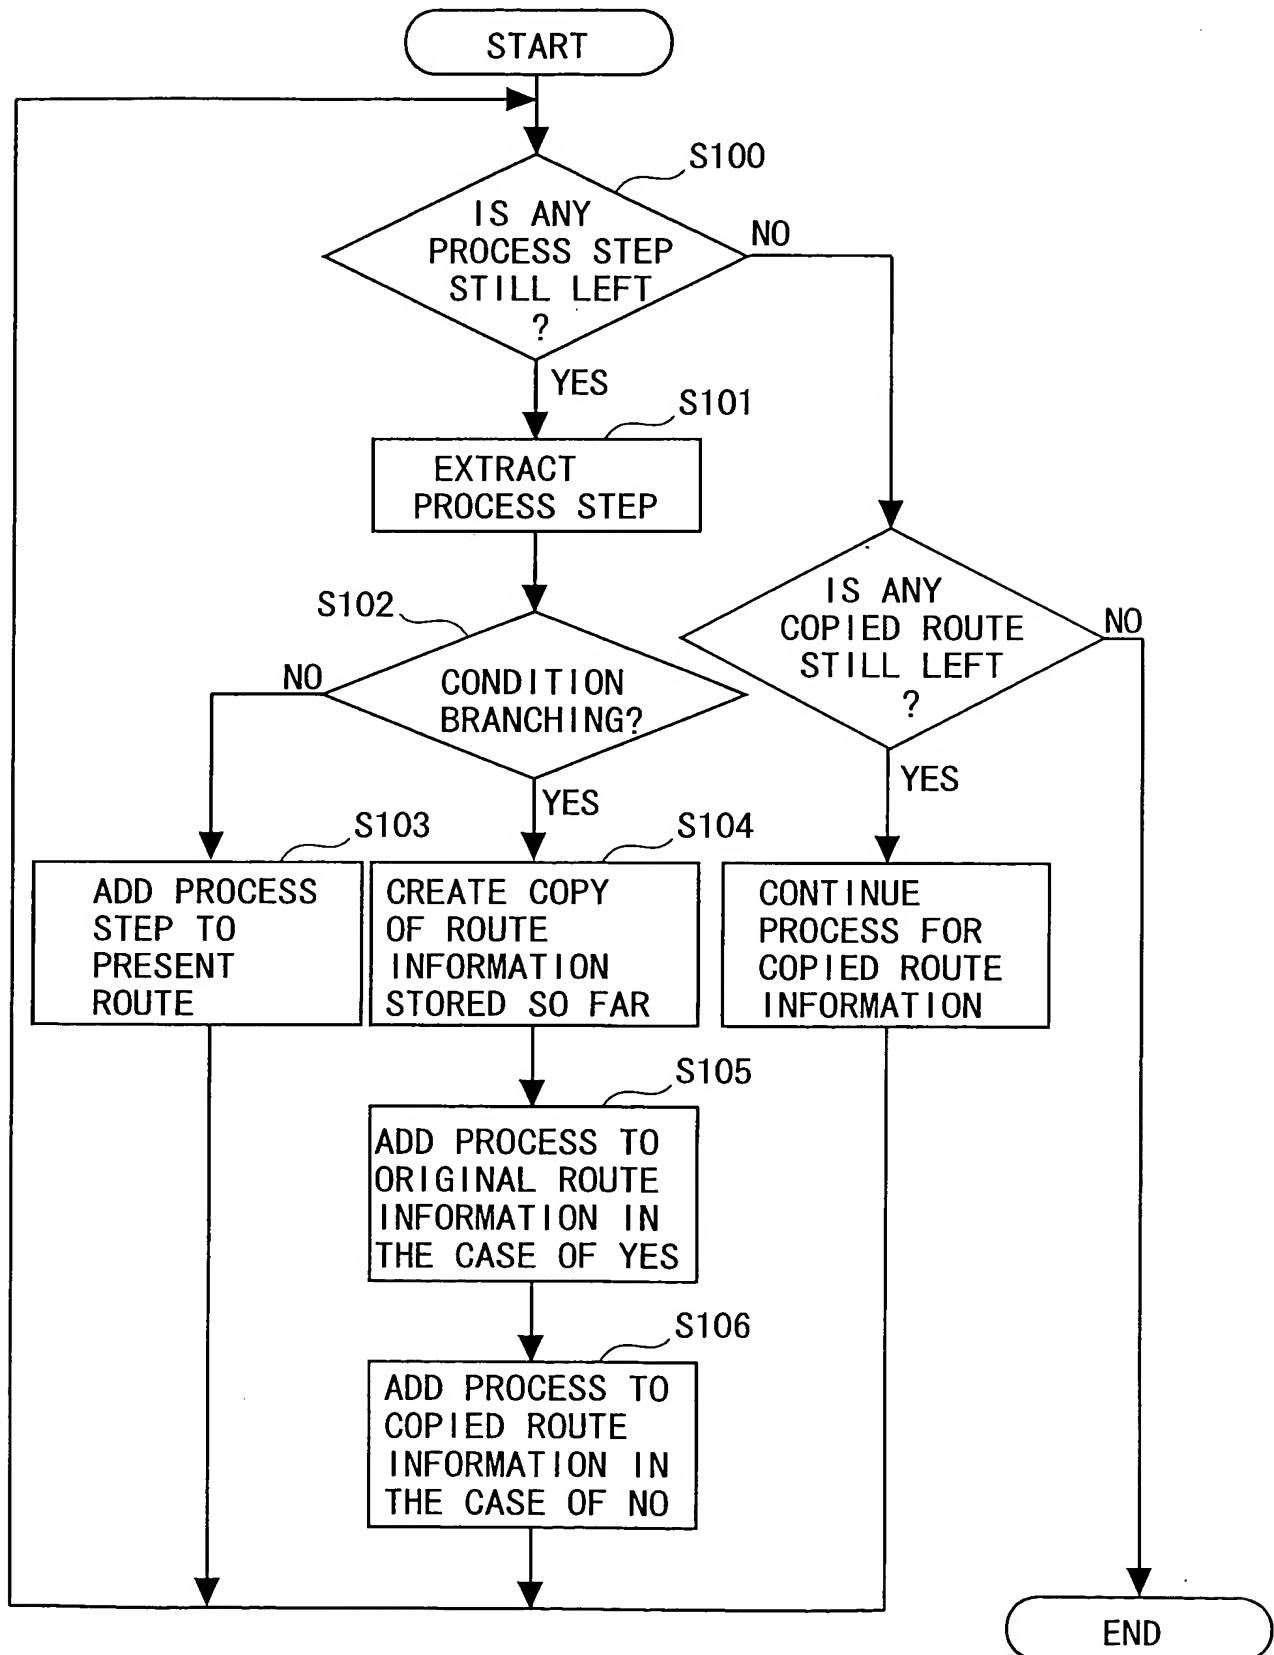 START
S100
IS ANY
PROCESS STEP
STILL LEFT
?
NO
YES
S101
EXTRACT
PROCESS STEP
S102
CONDITION
BRANCHING?
NO
YES
IS ANY
COPIED ROUTE
STILL LEFT
?
NO
YES
S103
ADD PROCESS
STEP TO
PRESENT
ROUTE
S104
CREATE COPY
OF ROUTE
INFORMATION
STORED SO FAR
CONTINUE
PROCESS FOR
COPIED ROUTE
INFORMATION
S105
ADD PROCESS TO
ORIGINAL ROUTE
INFORMATION IN
THE CASE OF YES
S106
ADD PROCESS TO
COPIED ROUTE
INFORMATION IN
THE CASE OF NO
END